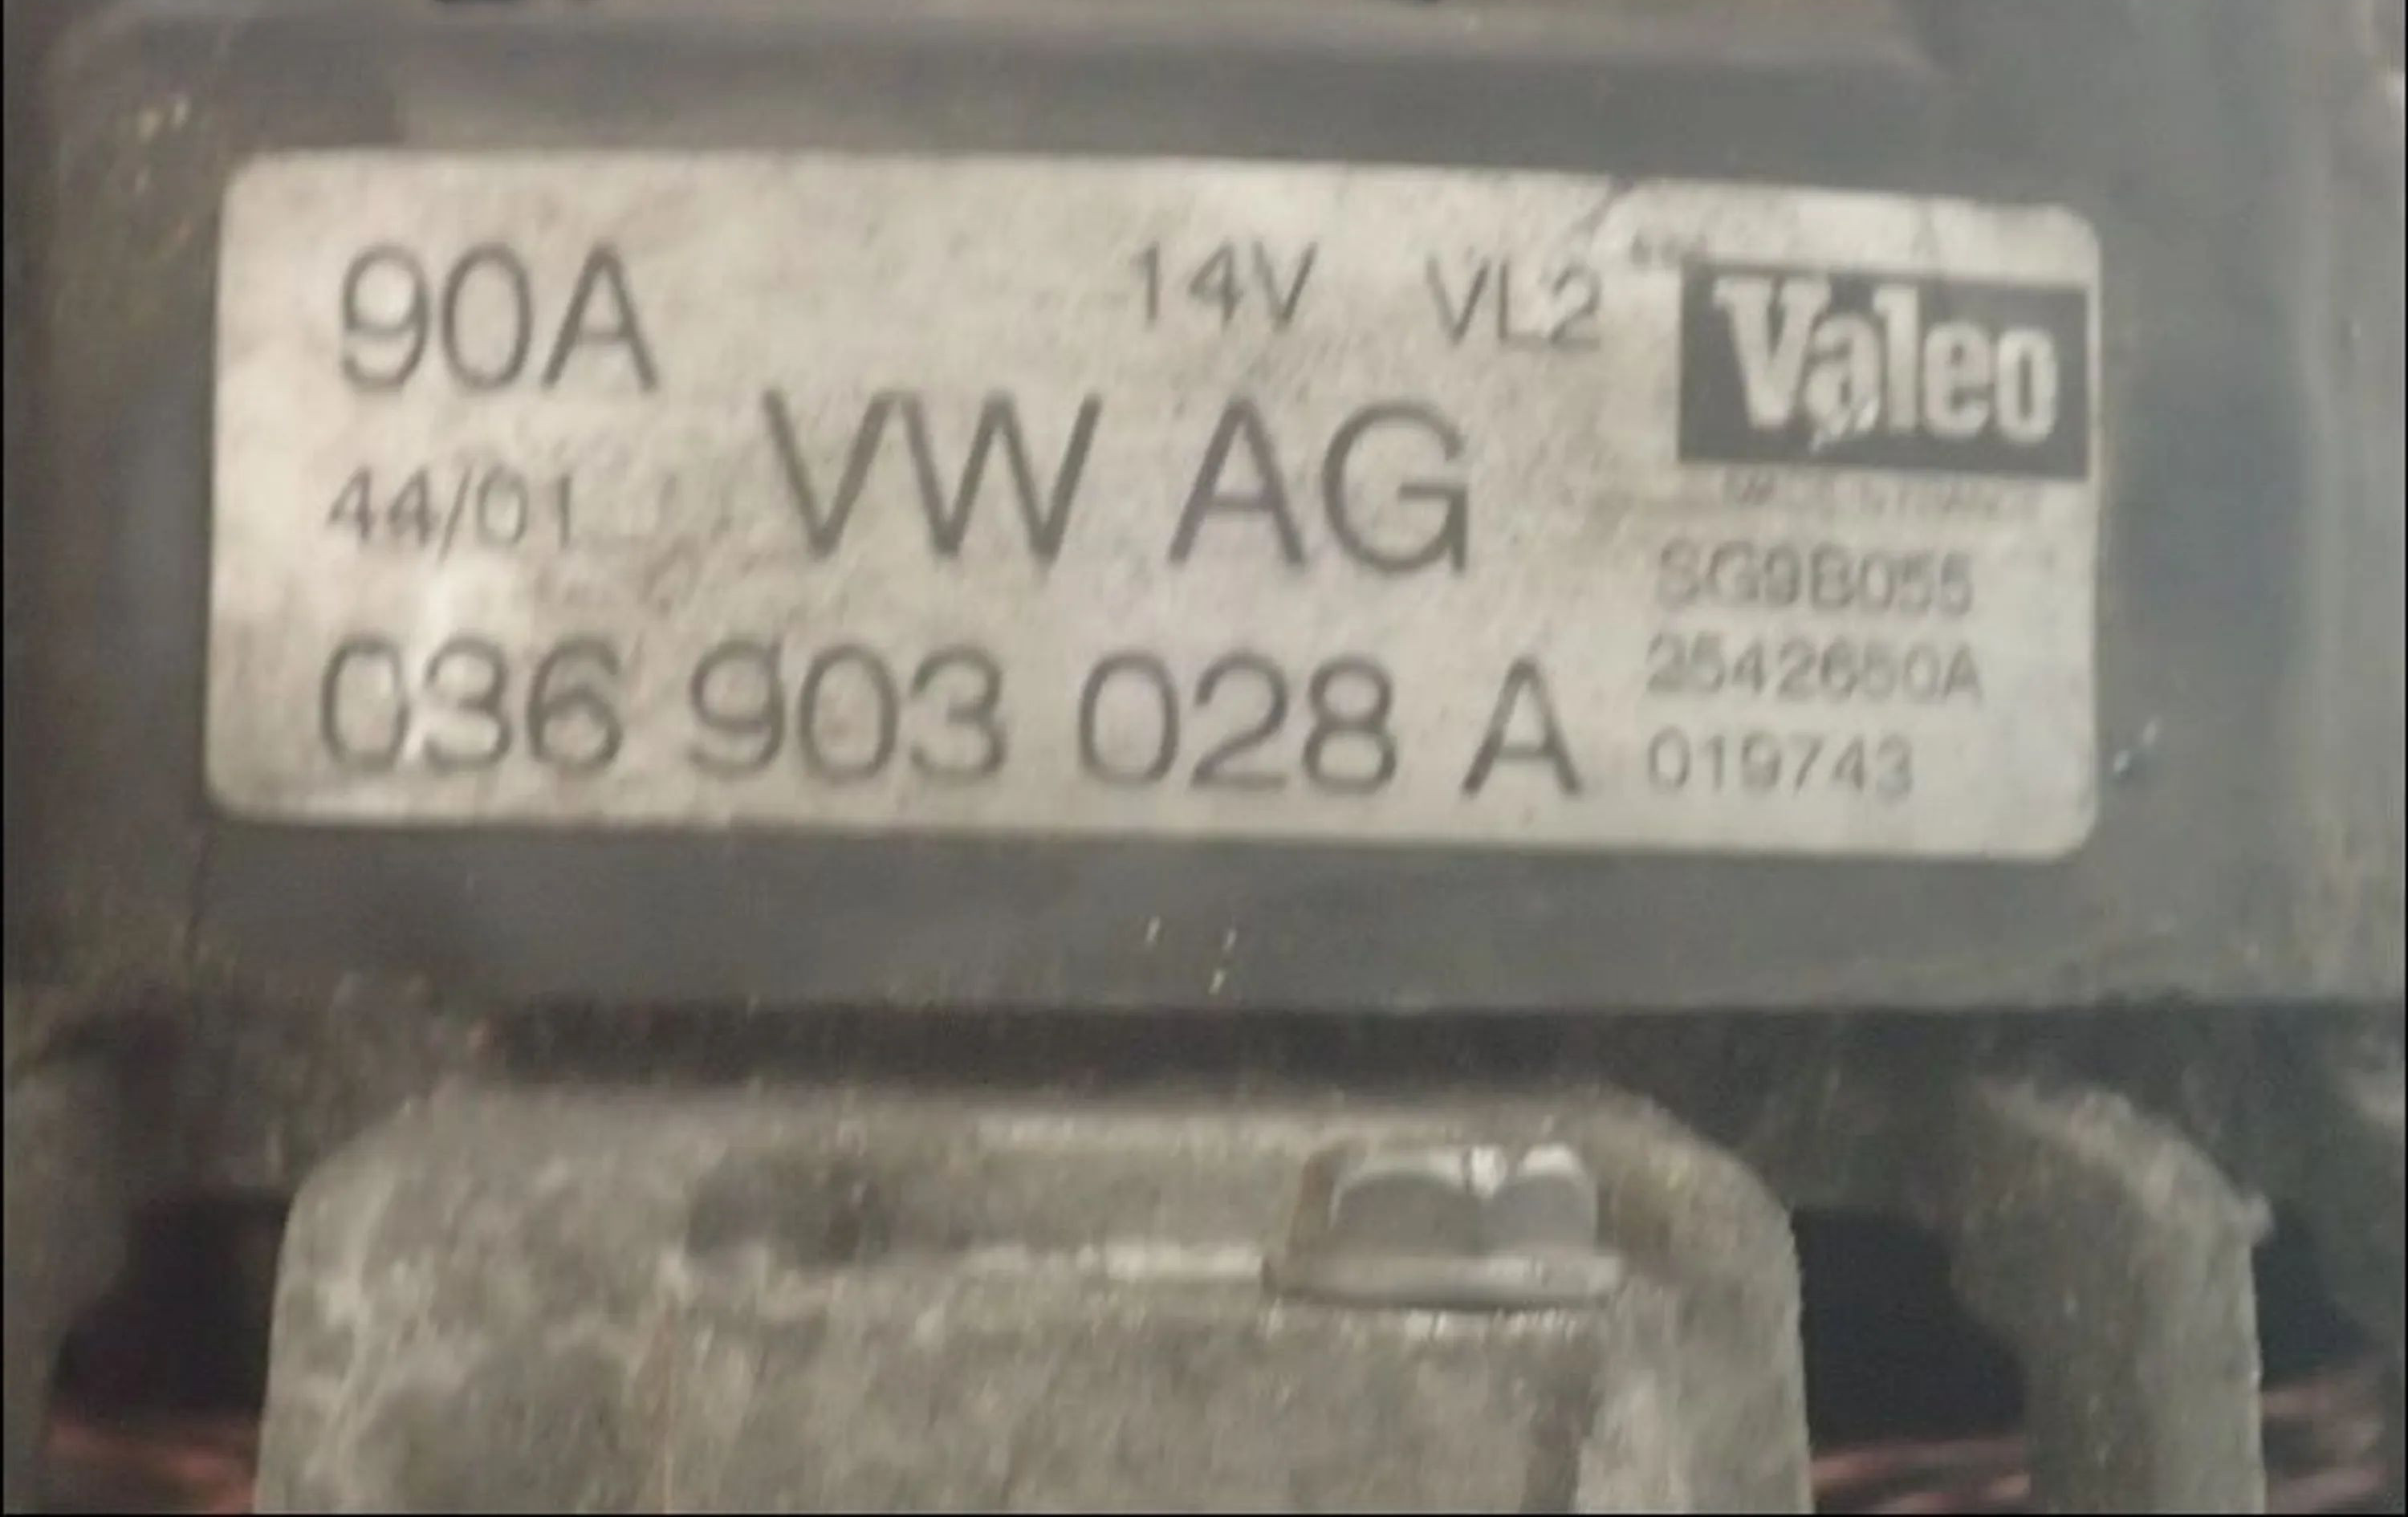 90A 14V VL2
Valeo
44/01 VW AG
SG9B055
036 903 028 A
2542650A
019743